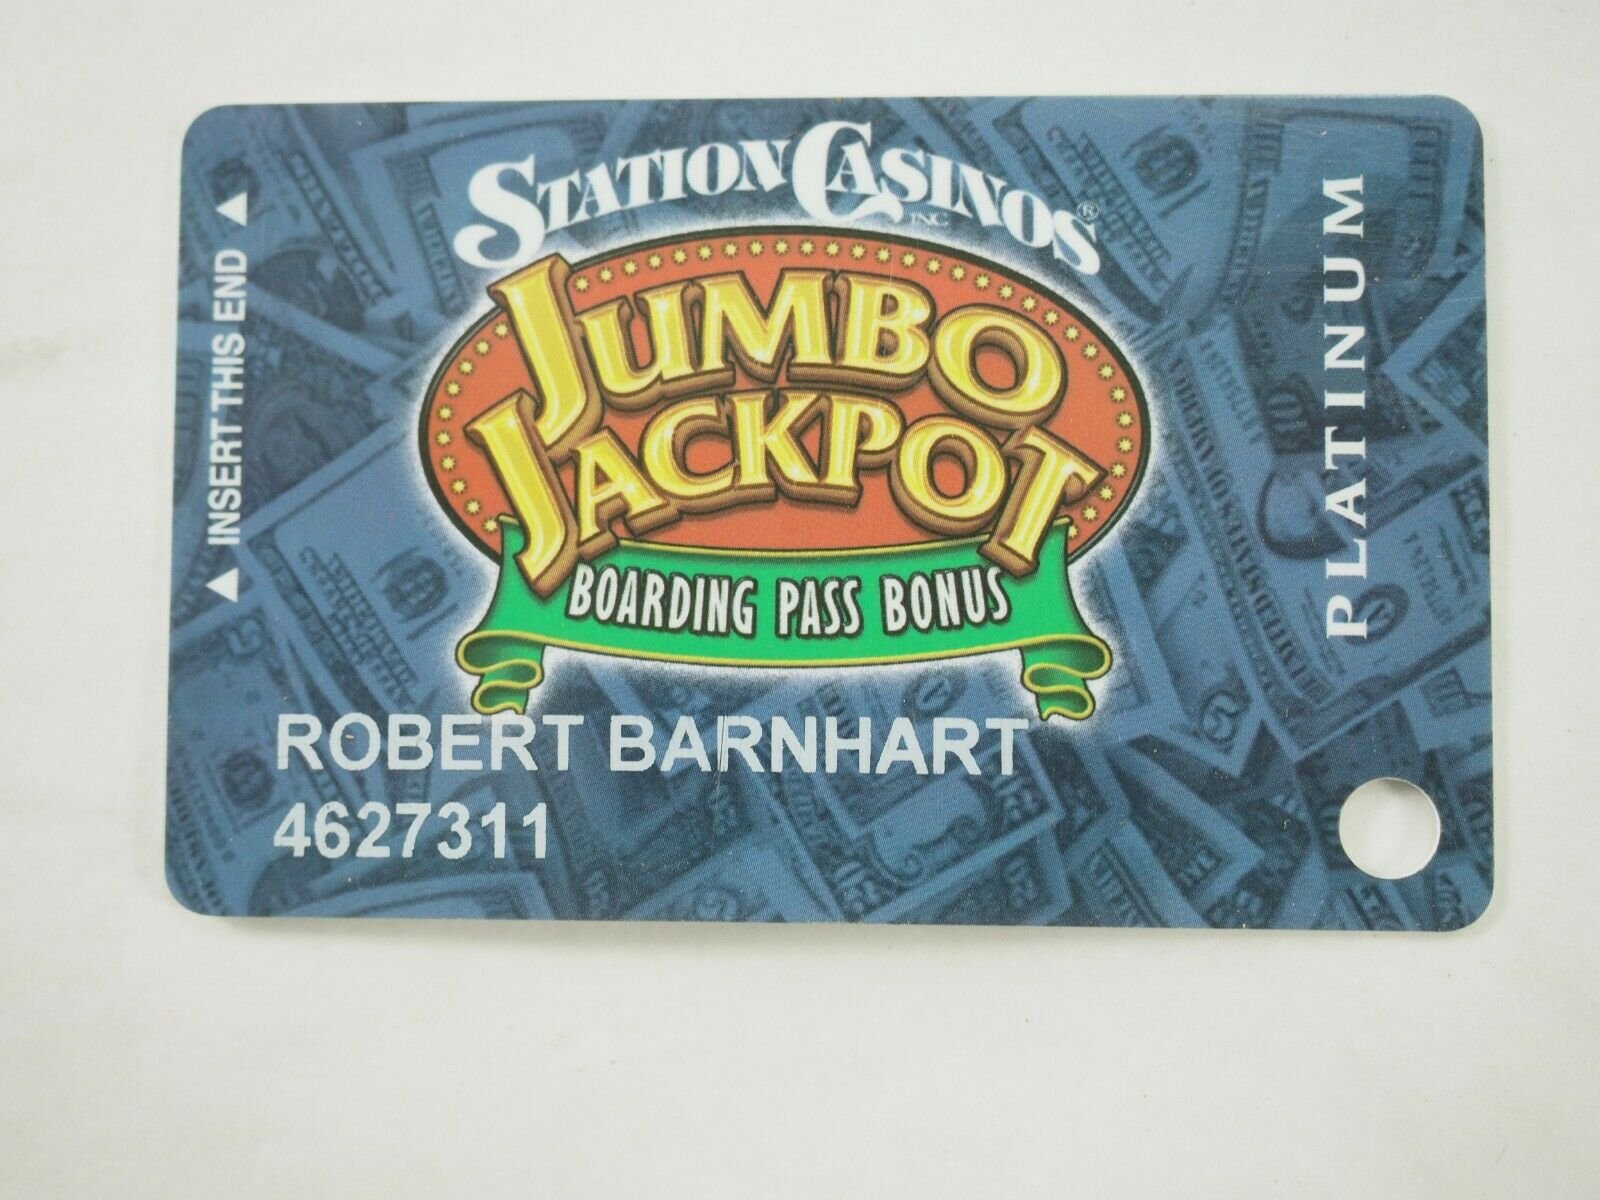 STATION CASINOS®
INC.
JUMBO
JACKPOT
BOARDING PASS BONUS
ROBERT BARNHART
4627311
▲ INSERT THIS END ▲
PLATINUM